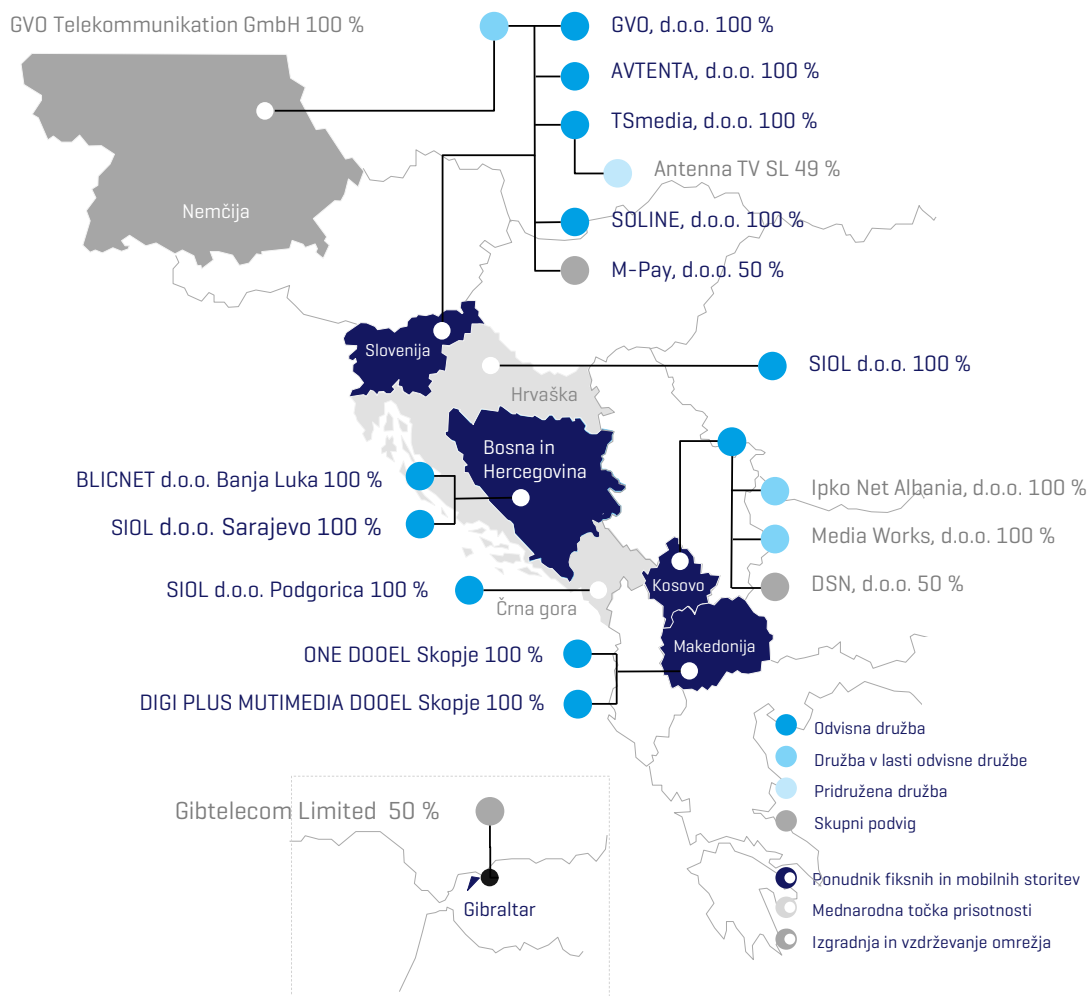 GVO Telekommunikation GmbH 100 %
GVO, d.o.o. 100 %
AVTENTA, d.o.o. 100 %
TSmedia, d.o.o. 100 %
Antenna TV SL 49 %
Nemčija
SOLINE, d.o.o. 100 %
M-Pay, d.o.o. 50 %
Slovenija
SIOL d.o.o. 100 %
Hrvaška
Bosna in
Hercegovina
BLICNET d.o.o. Banja Luka 100 %
SIOL d.o.o. Sarajevo 100 %
Ipko Net Albania, d.o.o. 100 %
Media Works, d.o.o. 100 %
DSN, d.o.o. 50 %
Kosovo
SIOL d.o.o. Podgorica 100 %
Črna gora
Makedonija
ONE DOOEL Skopje 100 %
DIGI PLUS MUTIMEDIA DOOEL Skopje 100 %
Odvisna družba
Družba v lasti odvisne družbe
Pridružena družba
Skupni podvig
Gibtelecom Limited 50 %
Gibraltar
Ponudnik fiksnih in mobilnih storitev
Mednarodna točka prisotnosti
Izgradnja in vzdrževanje omrežja